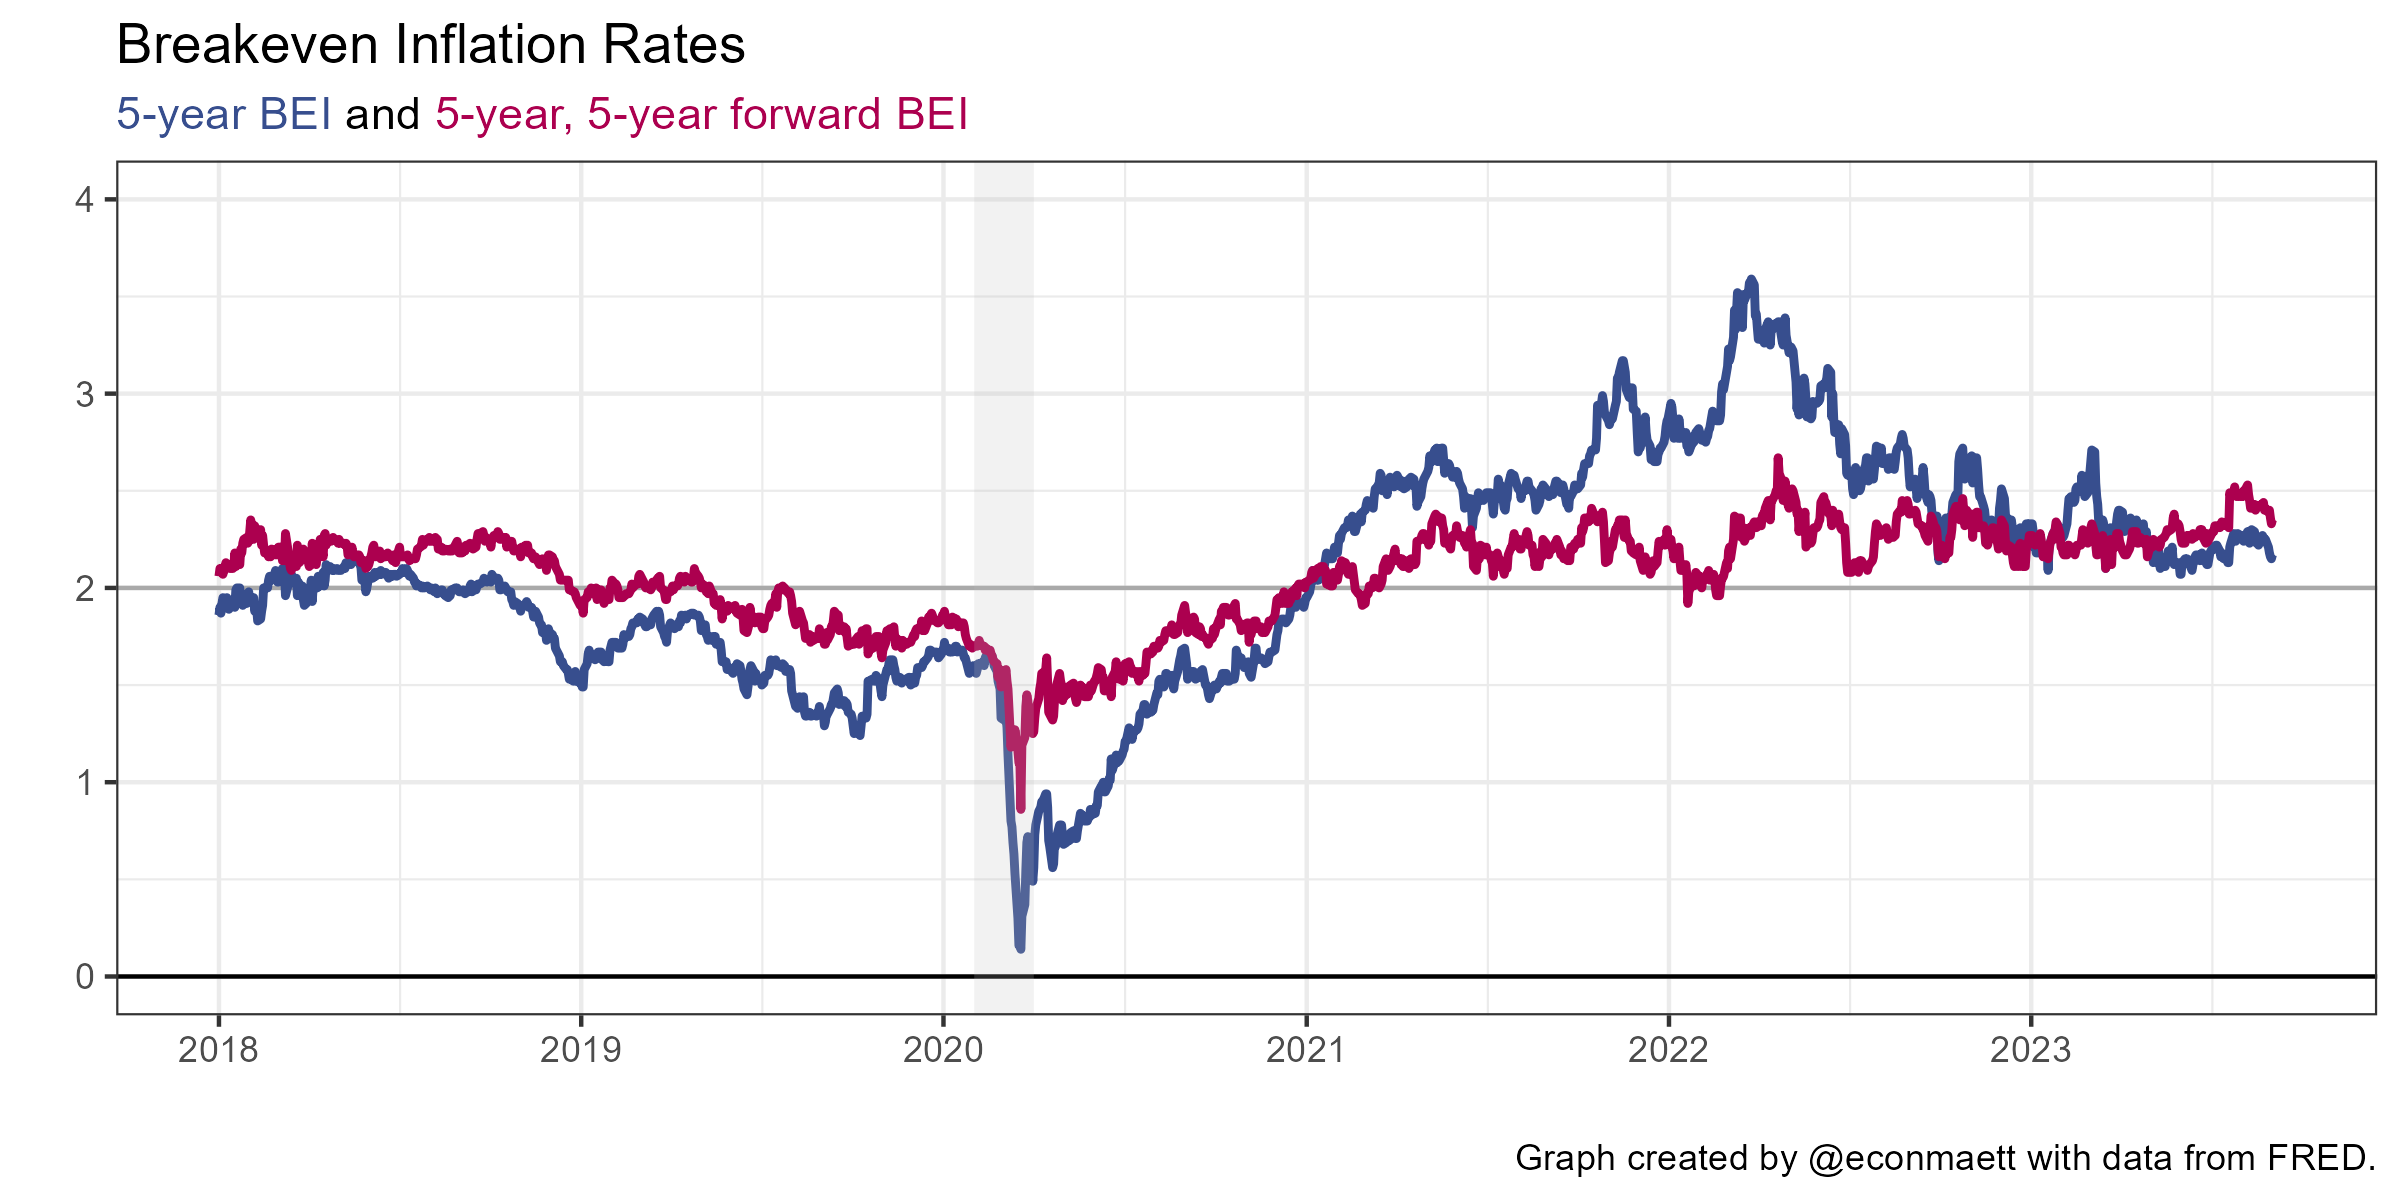 Breakeven Inflation Rates
5-year BEI and 5-year, 5-year forward BEI
4
3
2
1
0
2018 2019 2020 2021 2022 2023
Graph created by @econmaett with data from FRED.